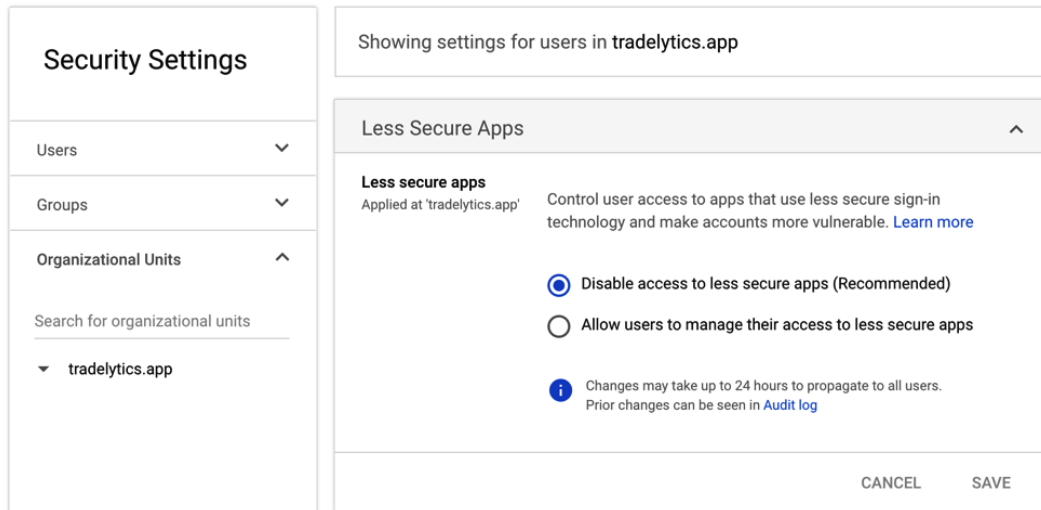 Security Settings
Users
Groups
Organizational Units
Search for organizational units
tradelytics.app
Showing settings for users in tradelytics.app
Less Secure Apps
Less secure apps
Applied at 'tradelytics.app'
Control user access to apps that use less secure sign-in
technology and make accounts more vulnerable. Learn more
Disable access to less secure apps (Recommended)
Allow users to manage their access to less secure apps
Changes may take up to 24 hours to propagate to all users.
Prior changes can be seen in Audit log
CANCEL SAVE